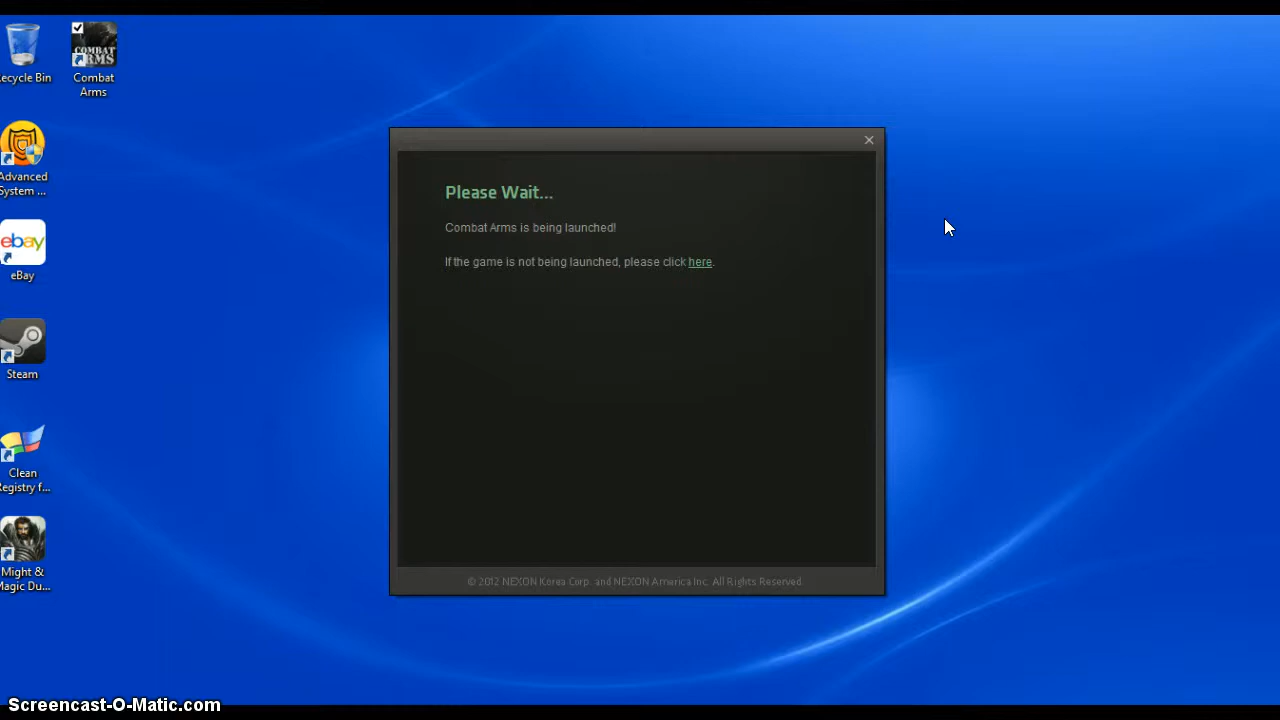 ecycle Bin
COMBAT
ARMS
Combat
Arms
Advanced
System ...
ebay
eBay
Steam
Clean
Registry f...
Might &
Magic Du...
Please Wait...
Combat Arms is being launched!
If the game is not being launched, please click here.
© 2012 NEXON Korea Corp. and NEXON America Inc. All Rights Reserved.
Screencast-O-Matic.com